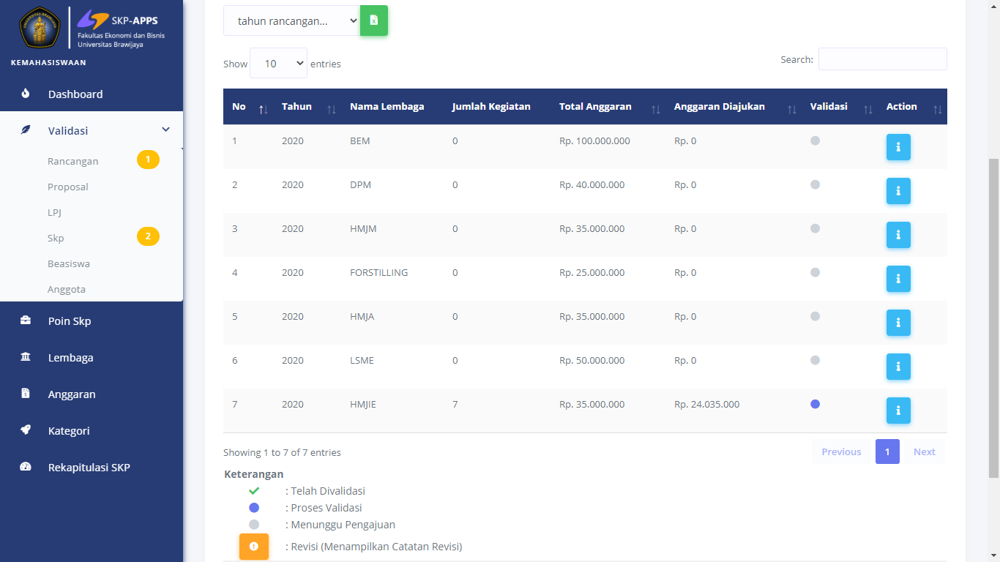 UNIVERSITAS BRAWIJAYA
SKP-APPS
Fakultas Ekonomi dan Bisnis
Universitas Brawijaya
KEMAHASISWAAN
Dashboard
Validasi
Rancangan 1
Proposal
LPJ
Skp 2
Beasiswa
Anggota
Poin Skp
Lembaga
Anggaran
Kategori
Rekapitulasi SKP
tahun rancangan...
Show 10 entries
Search:
No Tahun Nama Lembaga Jumlah Kegiatan Total Anggaran Anggaran Diajukan Validasi Action
1 2020 BEM 0 Rp. 100.000.000 Rp. 0
2 2020 DPM 0 Rp. 40.000.000 Rp. 0
3 2020 HMJM 0 Rp. 35.000.000 Rp. 0
4 2020 FORSTILLING 0 Rp. 25.000.000 Rp. 0
5 2020 HMJA 0 Rp. 35.000.000 Rp. 0
6 2020 LSME 0 Rp. 50.000.000 Rp. 0
7 2020 HMJIE 7 Rp. 35.000.000 Rp. 24.035.000
Showing 1 to 7 of 7 entries
Previous 1 Next
Keterangan
: Telah Divalidasi
: Proses Validasi
: Menunggu Pengajuan
: Revisi (Menampilkan Catatan Revisi)